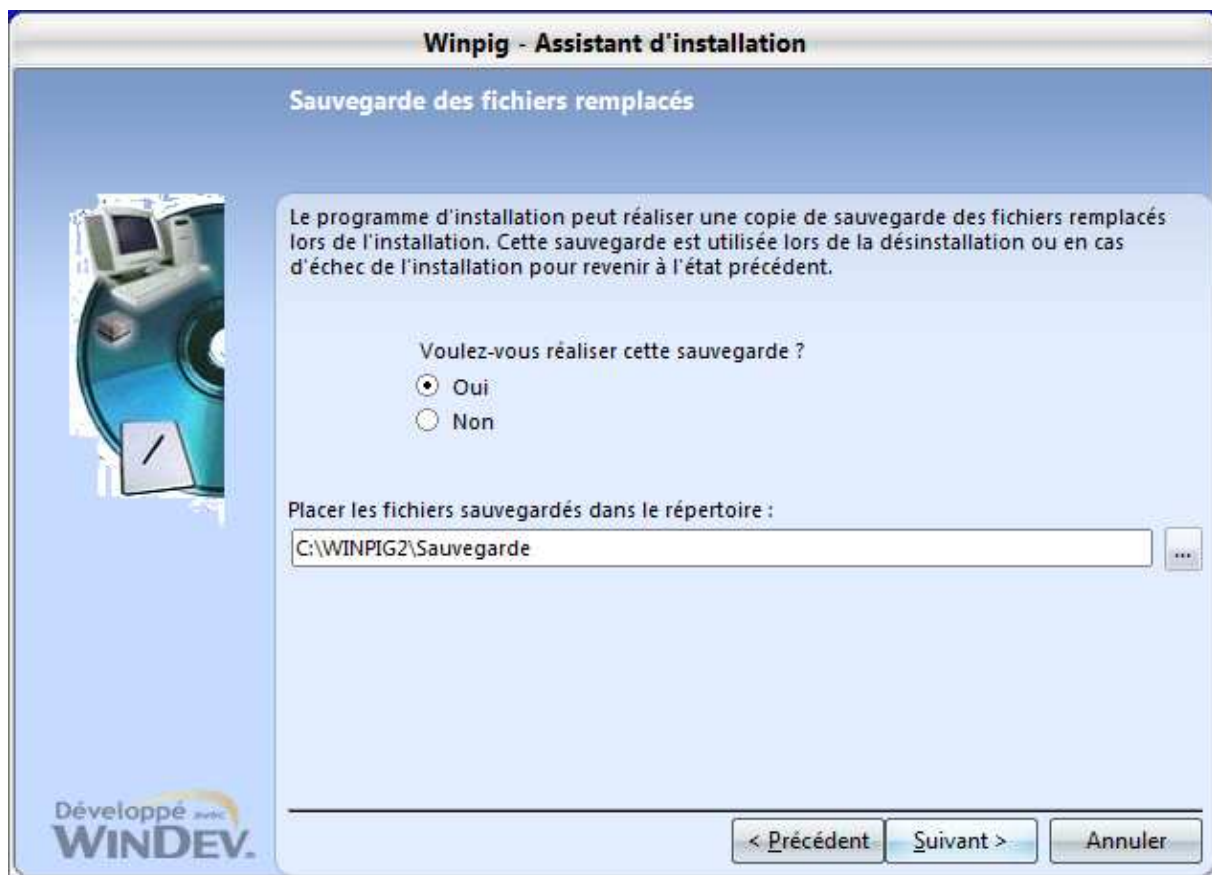 Winpig - Assistant d'installation
Sauvegarde des fichiers remplacés
Le programme d'installation peut réaliser une copie de sauvegarde des fichiers remplacés
lors de l'installation. Cette sauvegarde est utilisée lors de la désinstallation ou en cas
d'échec de l'installation pour revenir à l'état précédent.
Voulez-vous réaliser cette sauvegarde ?
Oui
Non
Placer les fichiers sauvegardés dans le répertoire :
C:\WINPIG2\Sauvegarde
...
Développé avec
WINDEV.
< Précédent Suivant > Annuler